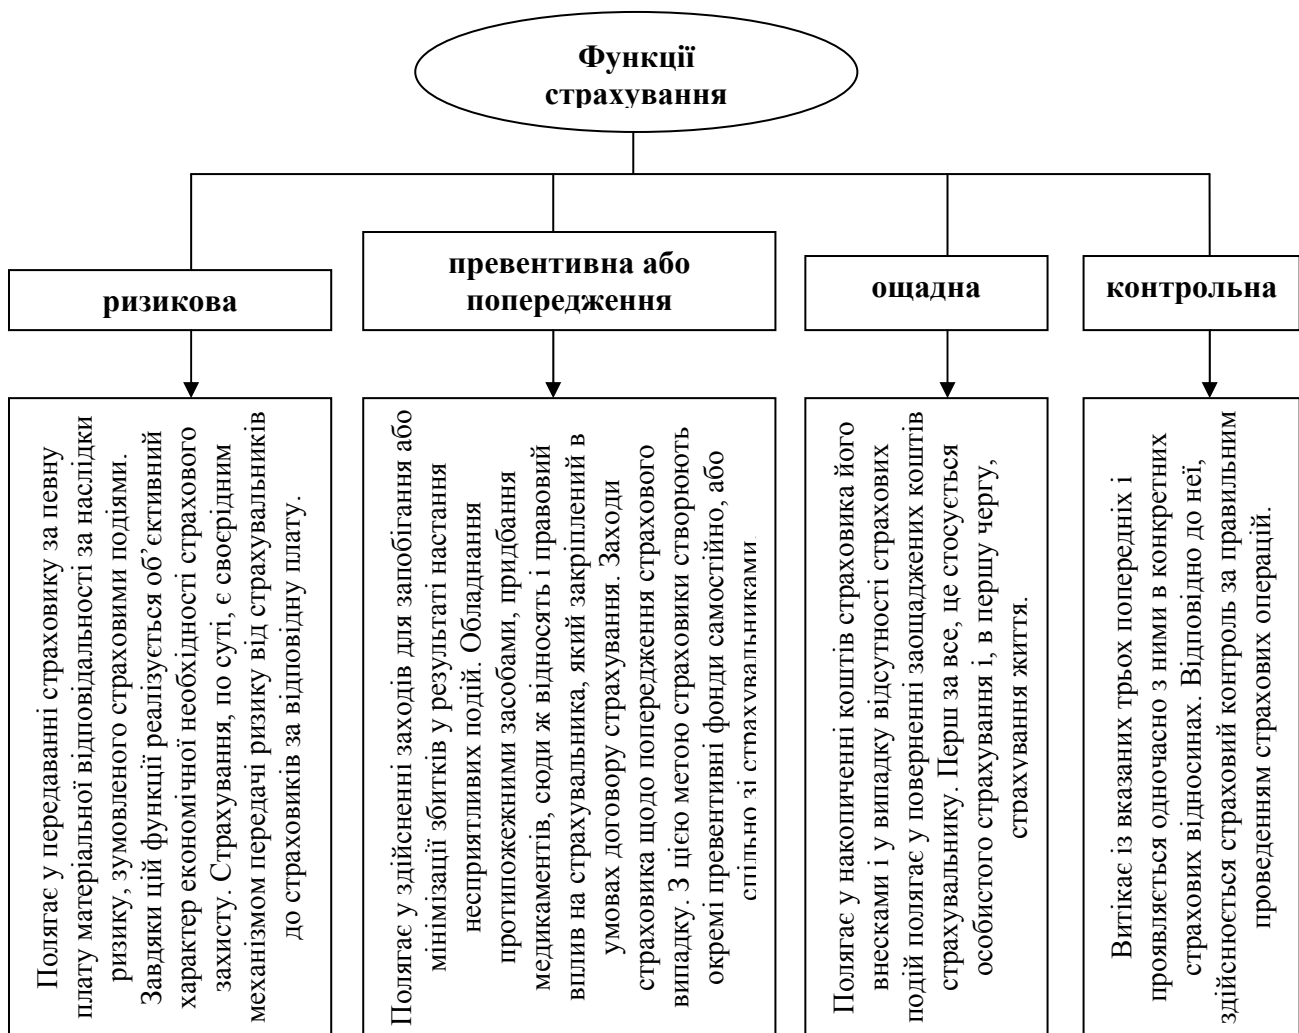 Функції
страхування
ризикова
превентивна або
попередження
ощадна
контрольна
Полягає у передаванні страховику за певну
плату матеріальної відповідальності за наслідки
ризику, зумовленого страховими подіями.
Завдяки цій функції реалізується об’єктивний
характер економічної необхідності страхового
захисту. Страхування, по суті, є своєрідним
механізмом передачі ризику від страхувальників
до страховиків за відповідну плату.
Полягає у здійсненні заходів для запобігання або
мінімізації збитків у результаті настання
несприятливих подій. Обладнання
протипожежними засобами, придбання
медикаментів, сюди ж відносять і правовий
вплив на страхувальника, який закріплений в
умовах договору страхування. Заходи
страховика щодо попередження страхового
випадку. З цією метою страховики створюють
окремі превентивні фонди самостійно, або
спільно зі страхувальниками
Полягає у накопиченні коштів страховика його
внесками і у випадку відсутності страхових
подій полягає у поверненні заощаджених коштів
страхувальнику. Перш за все, це стосується
особистого страхування і, в першу чергу,
страхування життя.
Витікає із вказаних трьох попередніх і
проявляється одночасно з ними в конкретних
страхових відносинах. Відповідно до неї,
здійснюється страховий контроль за правильним
проведенням страхових операцій.